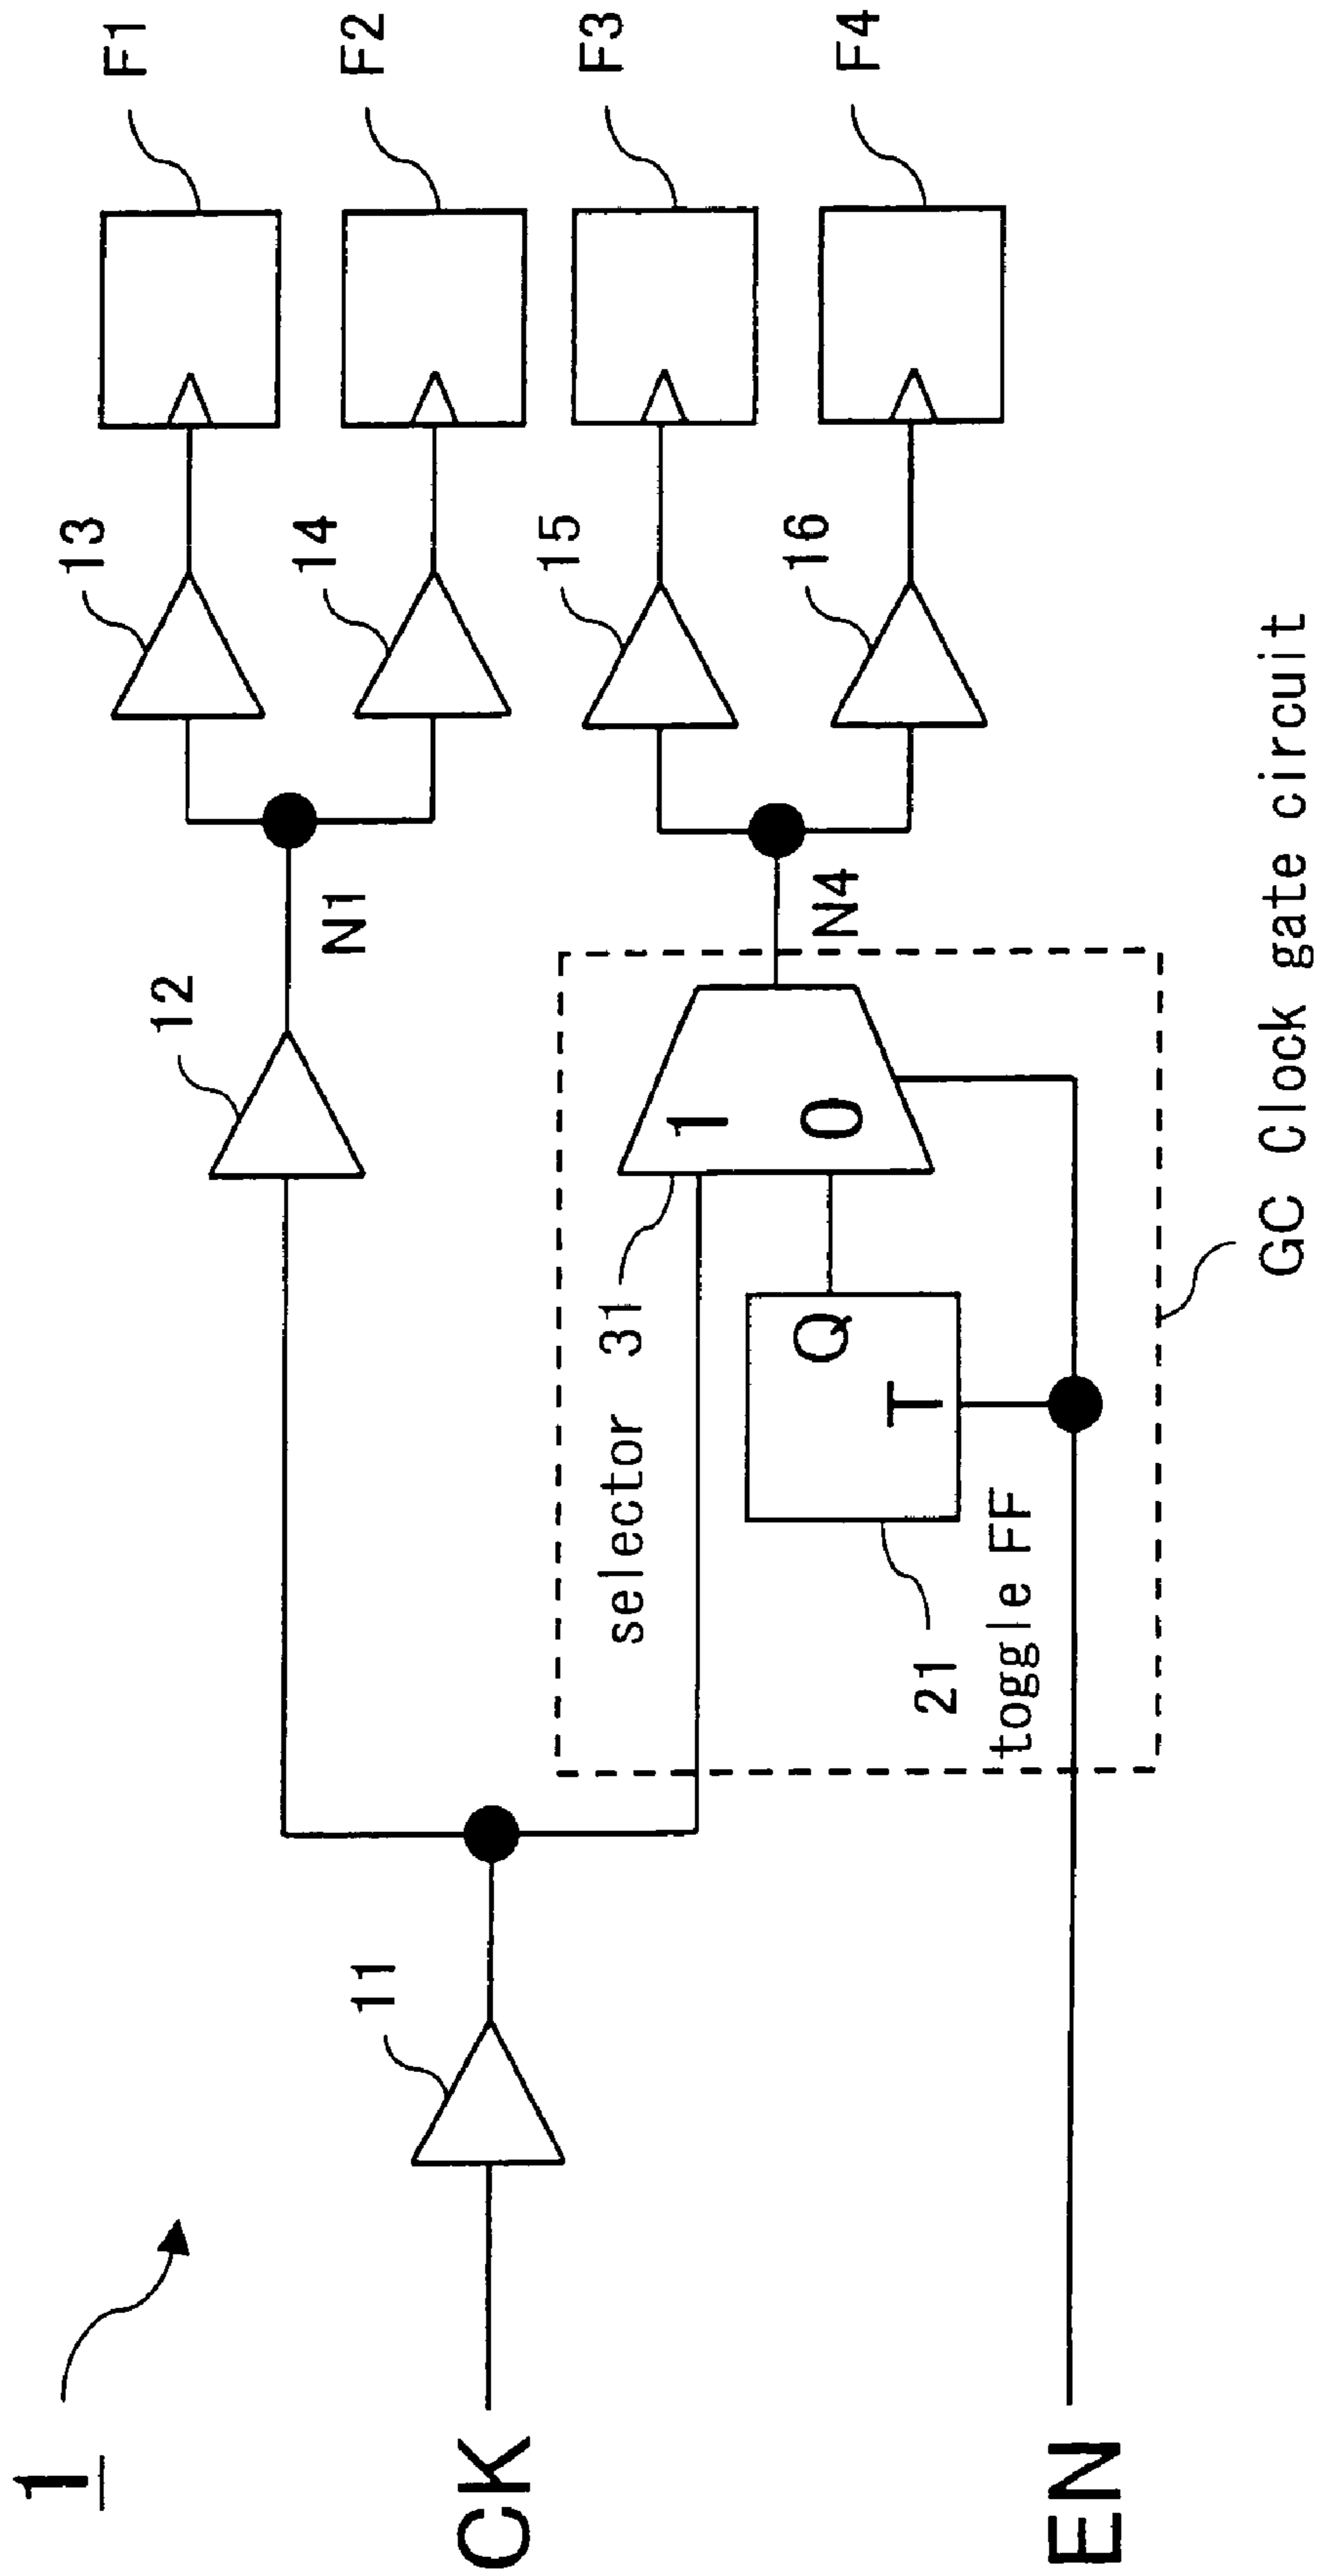 1
F1
13
12
F2
14
N1
11
F3
15
CK
selector 31
1
F4
16
N4
0
Q
T
21
toggle FF
EN
GC Clock gate circuit